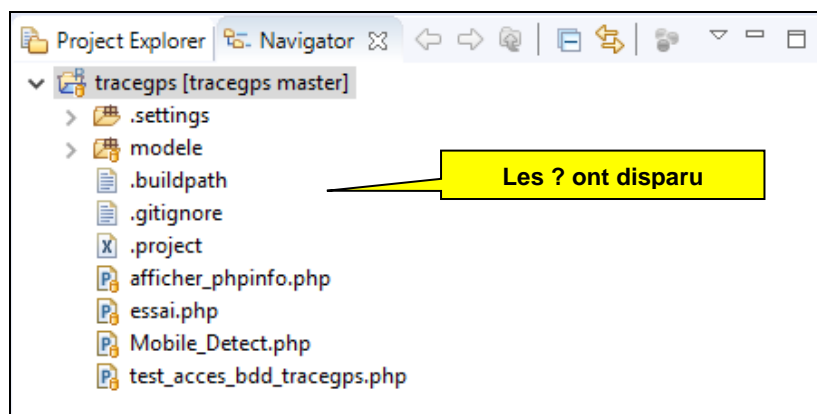 Project Explorer Navigator
tracegps [tracegps master]
.settings
modele
.buildpath
Les ? ont disparu
.gitignore
.project
afficher_phpinfo.php
essai.php
Mobile_Detect.php
test_acces_bdd_tracegps.php